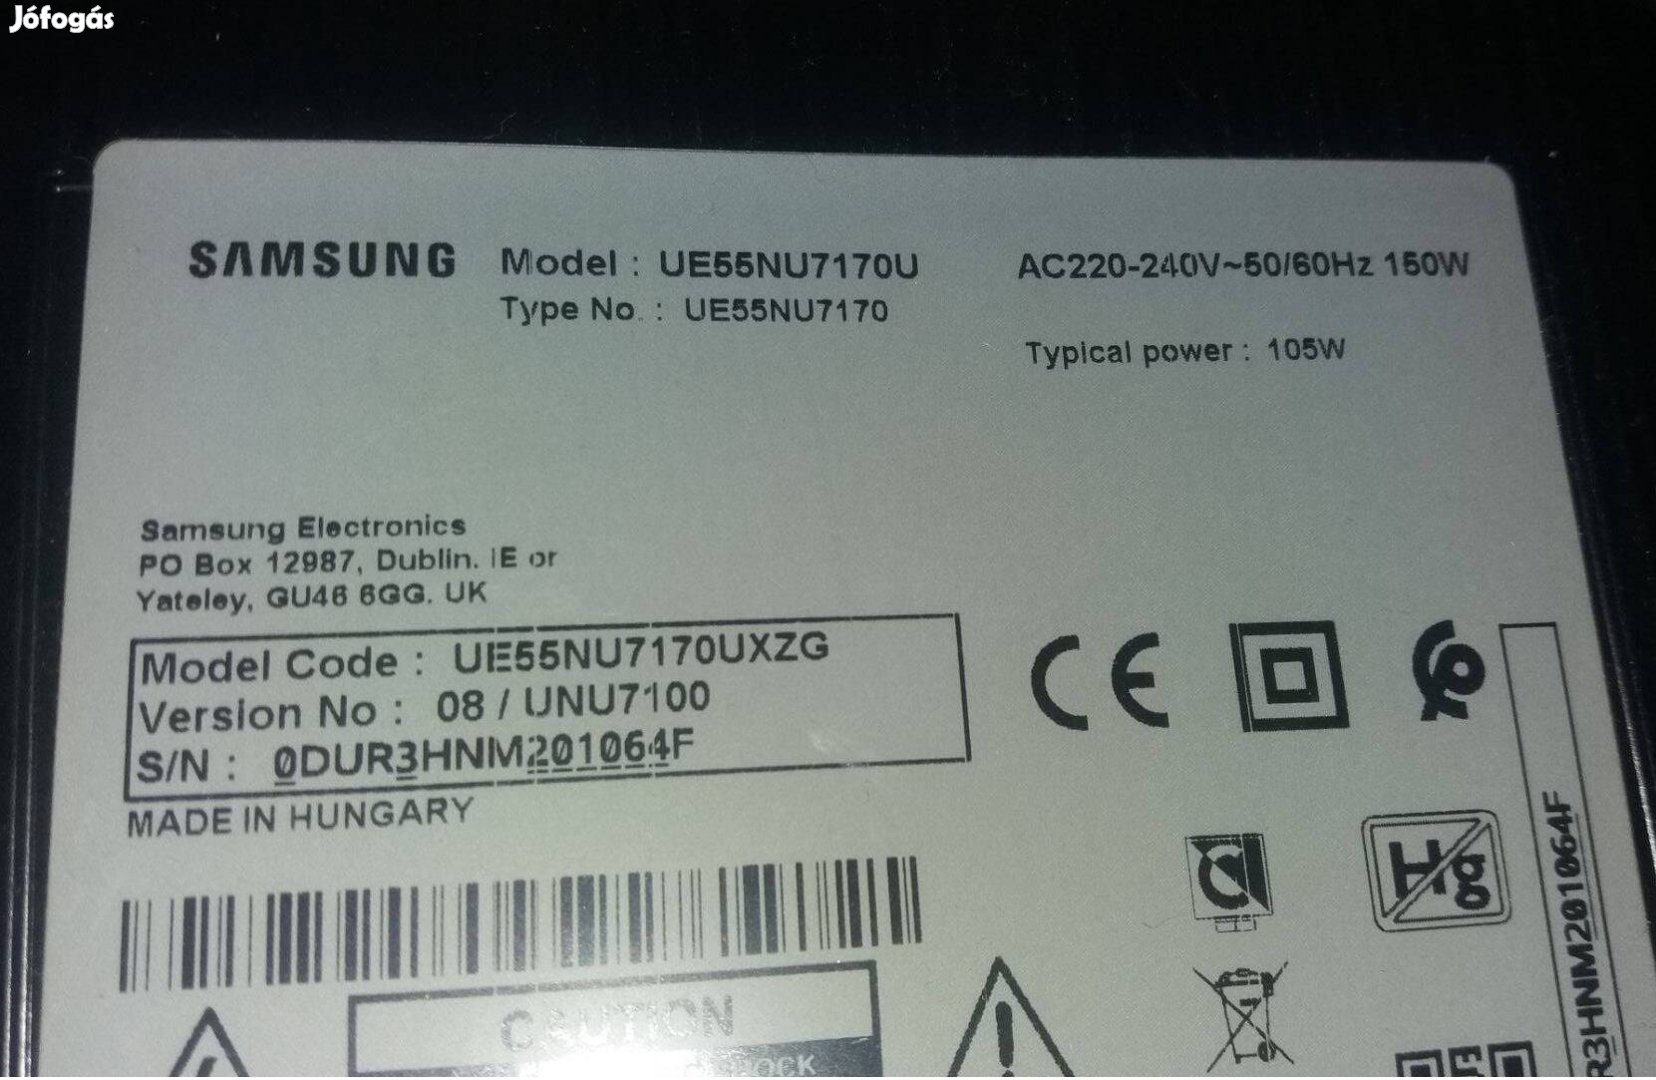 Jófogás
SAMSUNG Model : UE55NU7170U AC220-240V~50/60Hz 150W
Type No. : UE55NU7170
Typical power : 105W
Samsung Electronics
PO Box 12987, Dublin. IE or
Yateley, GU46 6GG. UK
Model Code : UE55NU7170UXZG
Version No : 08 / UNU7100
S/N : 0DUR3HNM201064F
MADE IN HUNGARY
CE
Hg
R3HNM201064F
CAUTION